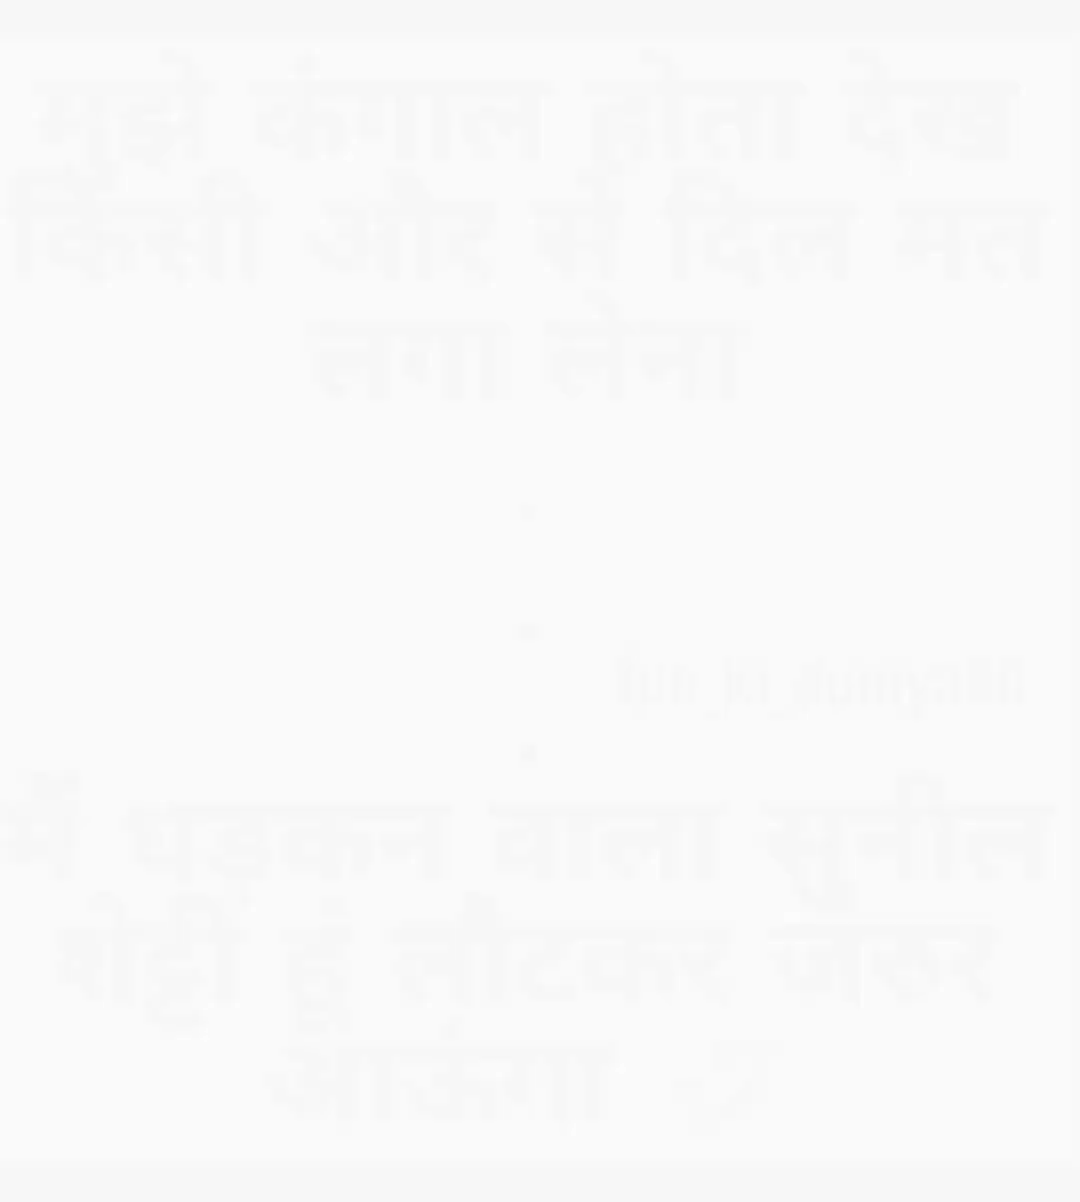 मुझे कंगाल होता देख
किसी और से दिल मत
लगा लेना
.
.
.
में धड़कन वाला सुनील
शेट्टी हूं लौटकर जरूर
आऊंगा